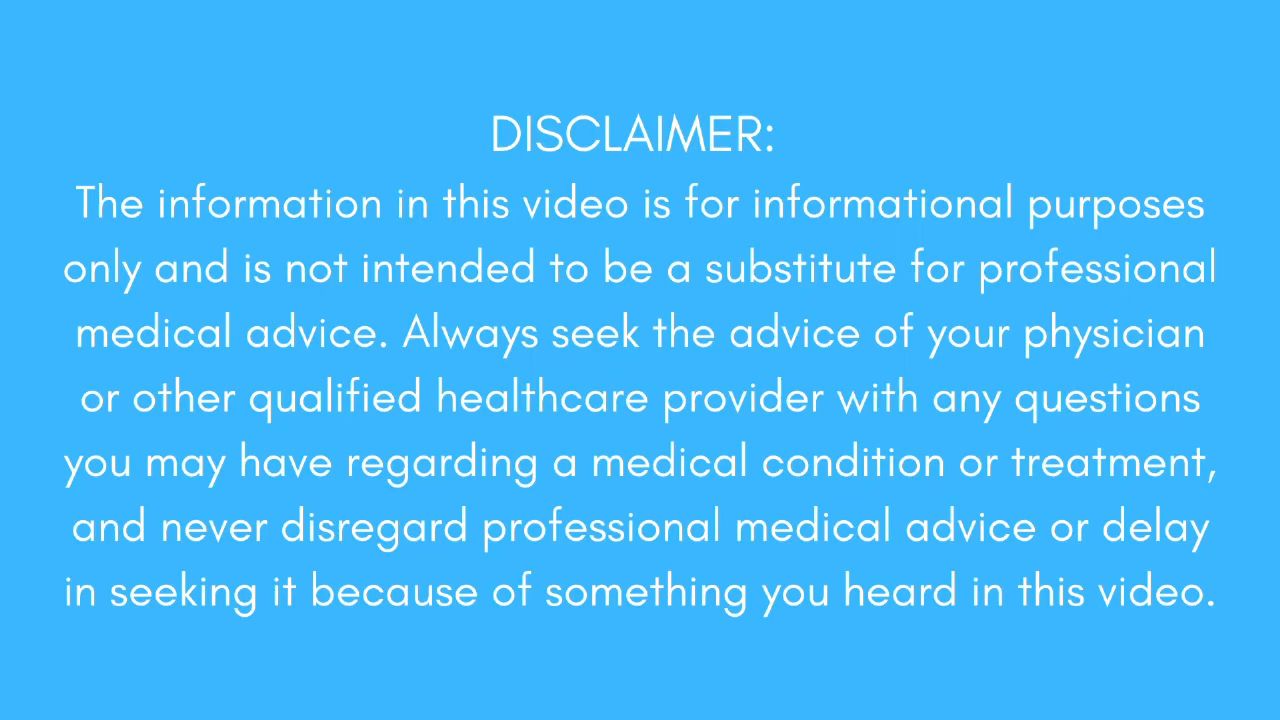 DISCLAIMER:
The information in this video is for informational purposes
only and is not intended to be a substitute for professional
medical advice. Always seek the advice of your physician
or other qualified healthcare provider with any questions
you may have regarding a medical condition or treatment,
and never disregard professional medical advice or delay
in seeking it because of something you heard in this video.